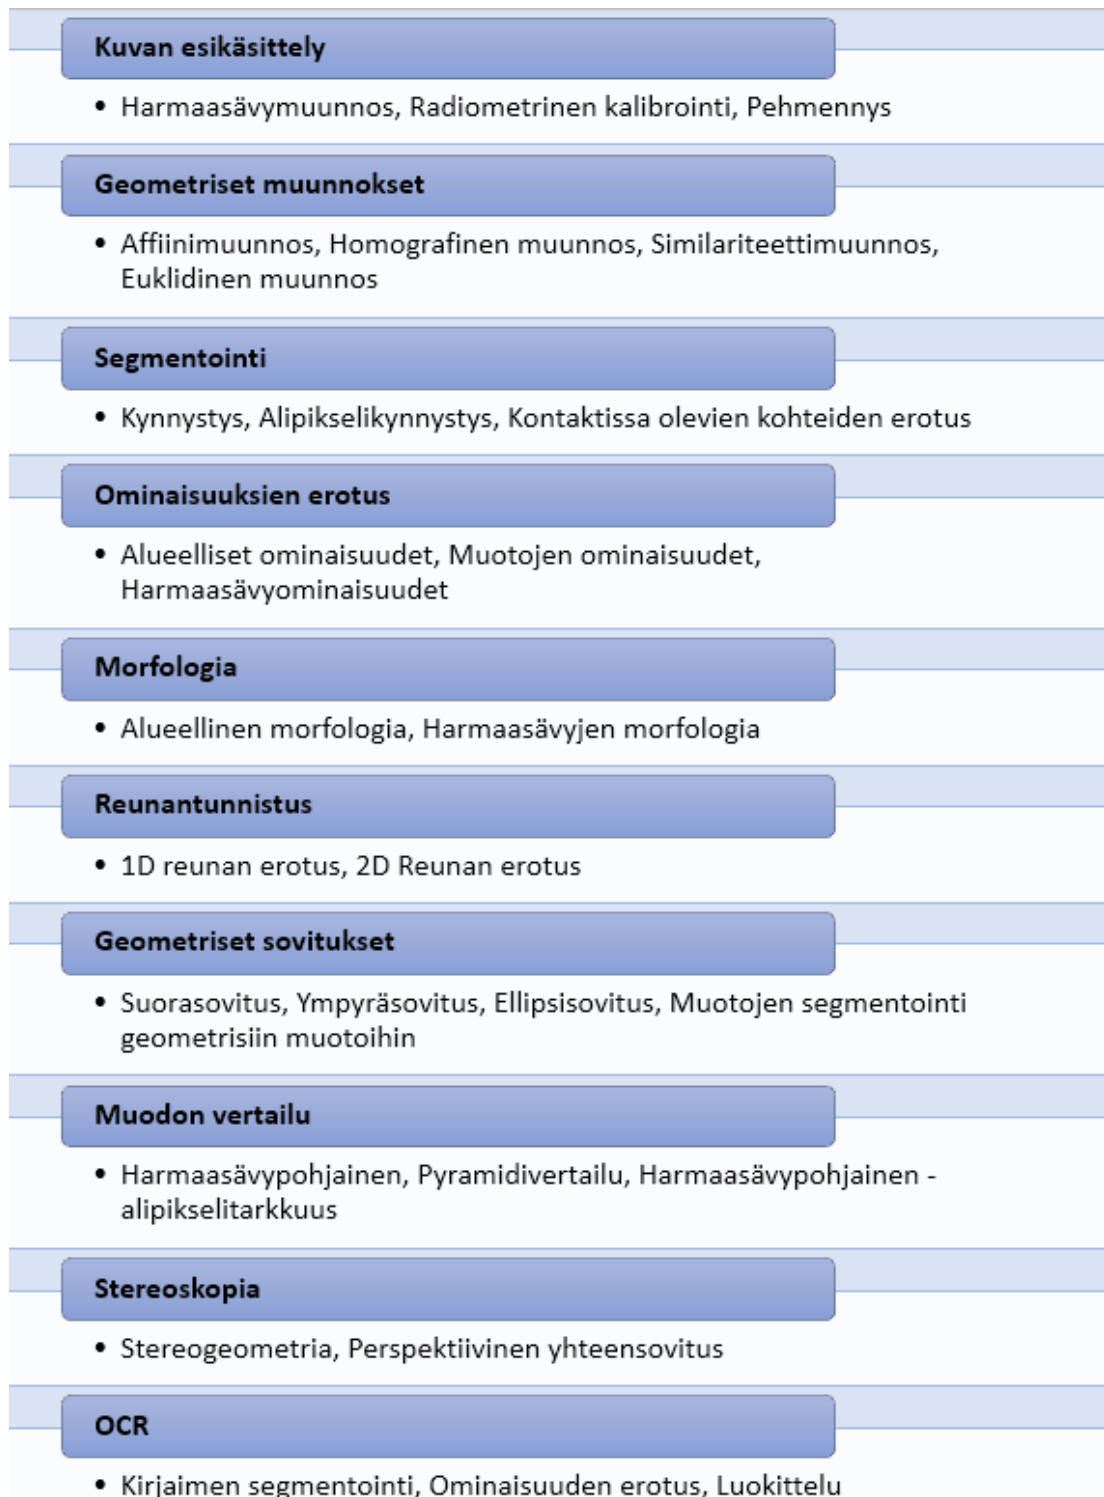 Kuvan esikäsittely
• Harmaasävymuunnos, Radiometrinen kalibrointi, Pehmennys
Geometriset muunnokset
• Affiinimuunnos, Homografinen muunnos, Similariteettimuunnos,
Euklidinen muunnos
Segmentointi
• Kynnystys, Alipikselikynnystys, Kontaktissa olevien kohteiden erotus
Ominaisuuksien erotus
• Alueelliset ominaisuudet, Muotojen ominaisuudet,
Harmaasävyominaisuudet
Morfologia
• Alueellinen morfologia, Harmaasävyjen morfologia
Reunantunnistus
• 1D reunan erotus, 2D Reunan erotus
Geometriset sovitukset
• Suorasovitus, Ympyräsovitus, Ellipsisovitus, Muotojen segmentointi
geometrisiin muotoihin
Muodon vertailu
• Harmaasävypohjainen, Pyramidivertailu, Harmaasävypohjainen -
alipikselitarkkuus
Stereoskopia
• Stereogeometria, Perspektiivinen yhteensovitus
OCR
• Kirjaimen segmentointi, Ominaisuuden erotus, Luokittelu